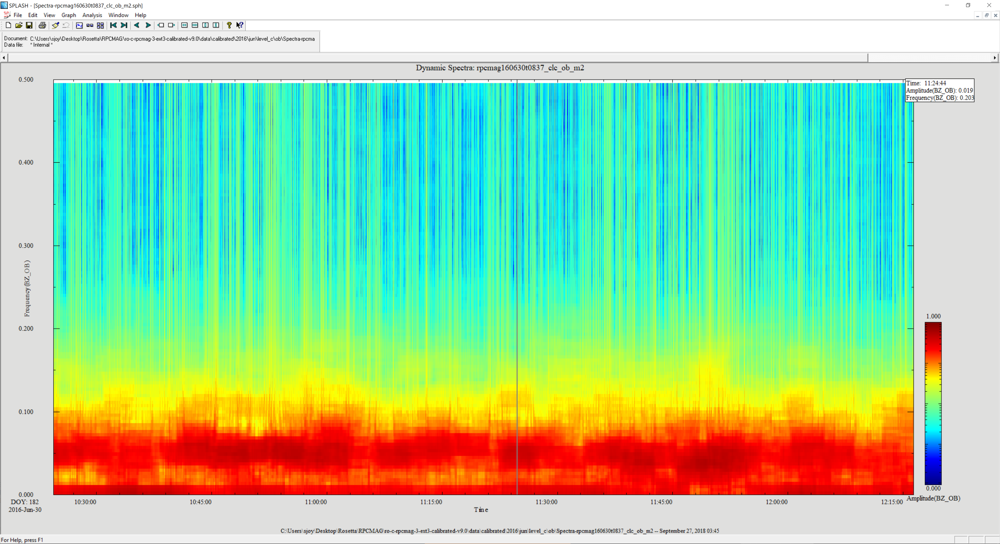 SPLASH - [Spectra-rpcmag160630t0837_clc_ob_m2.sph]
File Edit View Graph Analysis Window Help
Document: C:\Users\sjoy\Desktop\Rosetta\RPCMAG\ro-c-rpcmag-3-ext3-calibrated-v9.0\data\calibrated\2016\jun\level_c\ob\Spectra-rpcma
Data file: * Internal *
Dynamic Spectra: rpcmag160630t0837_clc_ob_m2
0.500
0.400
0.300
0.200
0.100
0.000
Frequency(BZ_OB)
Time: 11:24:44
Amplitude(BZ_OB): 0.019
Frequency(BZ_OB): 0.203
1.000
0.000
Amplitude(BZ_OB)
DOY: 182 10:30:00 10:45:00 11:00:00 11:15:00 11:30:00 11:45:00 12:00:00 12:15:00
2016-Jun-30
Time
C:\Users\sjoy\Desktop\Rosetta\RPCMAG\ro-c-rpcmag-3-ext3-calibrated-v9.0\data\calibrated\2016\jun\level_c\ob\Spectra-rpcmag160630t0837_clc_ob_m2 -- September 27, 2018 03:45
For Help, press F1